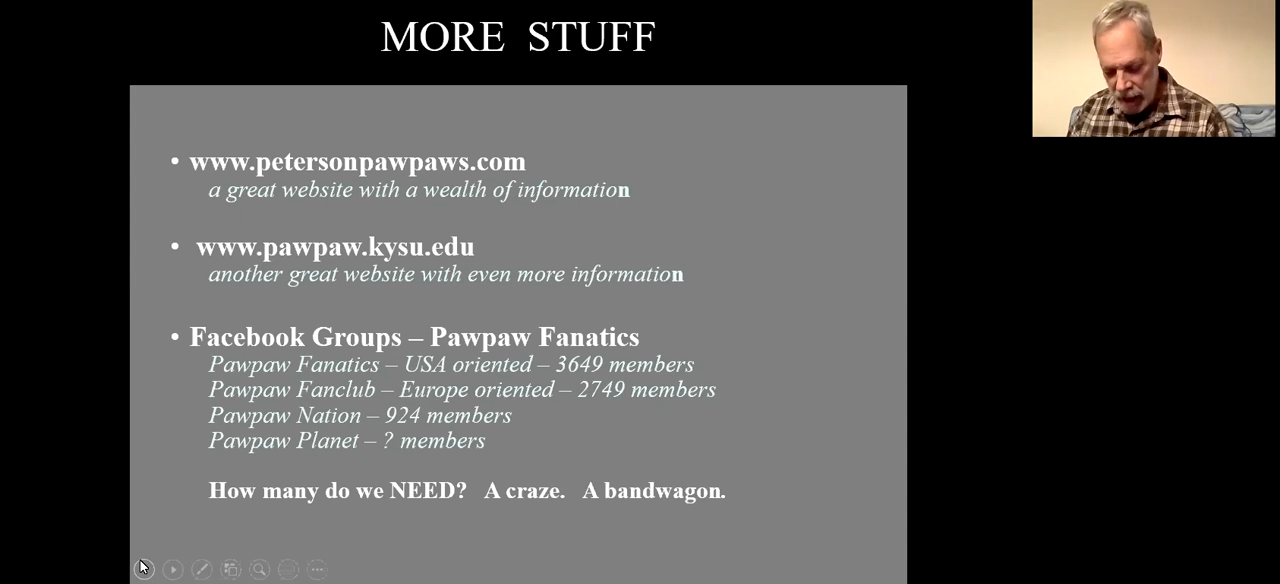 MORE STUFF
• www.petersonpawpaws.com
a great website with a wealth of information
• www.pawpaw.kysu.edu
another great website with even more information
• Facebook Groups – Pawpaw Fanatics
Pawpaw Fanatics – USA oriented – 3649 members
Pawpaw Fanclub – Europe oriented – 2749 members
Pawpaw Nation – 924 members
Pawpaw Planet – ? members
How many do we NEED? A craze. A bandwagon.